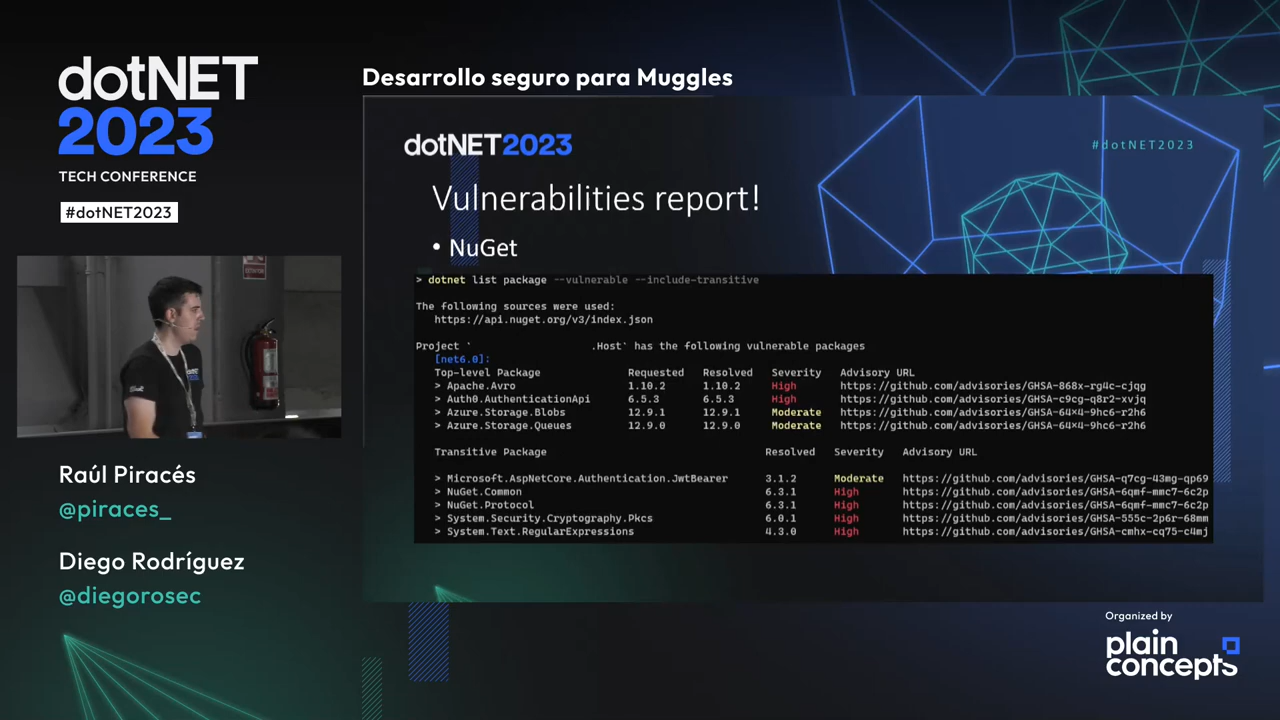 dotNET
2023
TECH CONFERENCE
#dotNET2023
Raúl Piracés
@piraces_
Diego Rodríguez
@diegorosec
Desarrollo seguro para Muggles
dotNET2023
#dotNET2023
Vulnerabilities report!
• NuGet
> dotnet list package --vulnerable --include-transitive
The following sources were used:
https://api.nuget.org/v3/index.json
Project ` .Host` has the following vulnerable packages
[net6.0]:
Top-level Package Requested Resolved Severity Advisory URL
> Apache.Avro 1.10.2 1.10.2 High https://github.com/advisories/GHSA-868x-rg4c-cjqg
> Auth0.AuthenticationApi 6.5.3 6.5.3 High https://github.com/advisories/GHSA-c9cg-q8r2-xvjq
> Azure.Storage.Blobs 12.9.1 12.9.1 Moderate https://github.com/advisories/GHSA-64x4-9hc6-r2h6
> Azure.Storage.Queues 12.9.0 12.9.0 Moderate https://github.com/advisories/GHSA-64x4-9hc6-r2h6
Transitive Package Resolved Severity Advisory URL
> Microsoft.AspNetCore.Authentication.JwtBearer 3.1.2 Moderate https://github.com/advisories/GHSA-q7cg-43mg-qp69
> NuGet.Common 6.3.1 High https://github.com/advisories/GHSA-6qmf-mmc7-6c2p
> NuGet.Protocol 6.3.1 High https://github.com/advisories/GHSA-6qmf-mmc7-6c2p
> System.Security.Cryptography.Pkcs 6.0.1 High https://github.com/advisories/GHSA-555c-2p6r-68mm
> System.Text.RegularExpressions 4.3.0 High https://github.com/advisories/GHSA-cmhx-cq75-c4mj
Organized by
plain
concepts